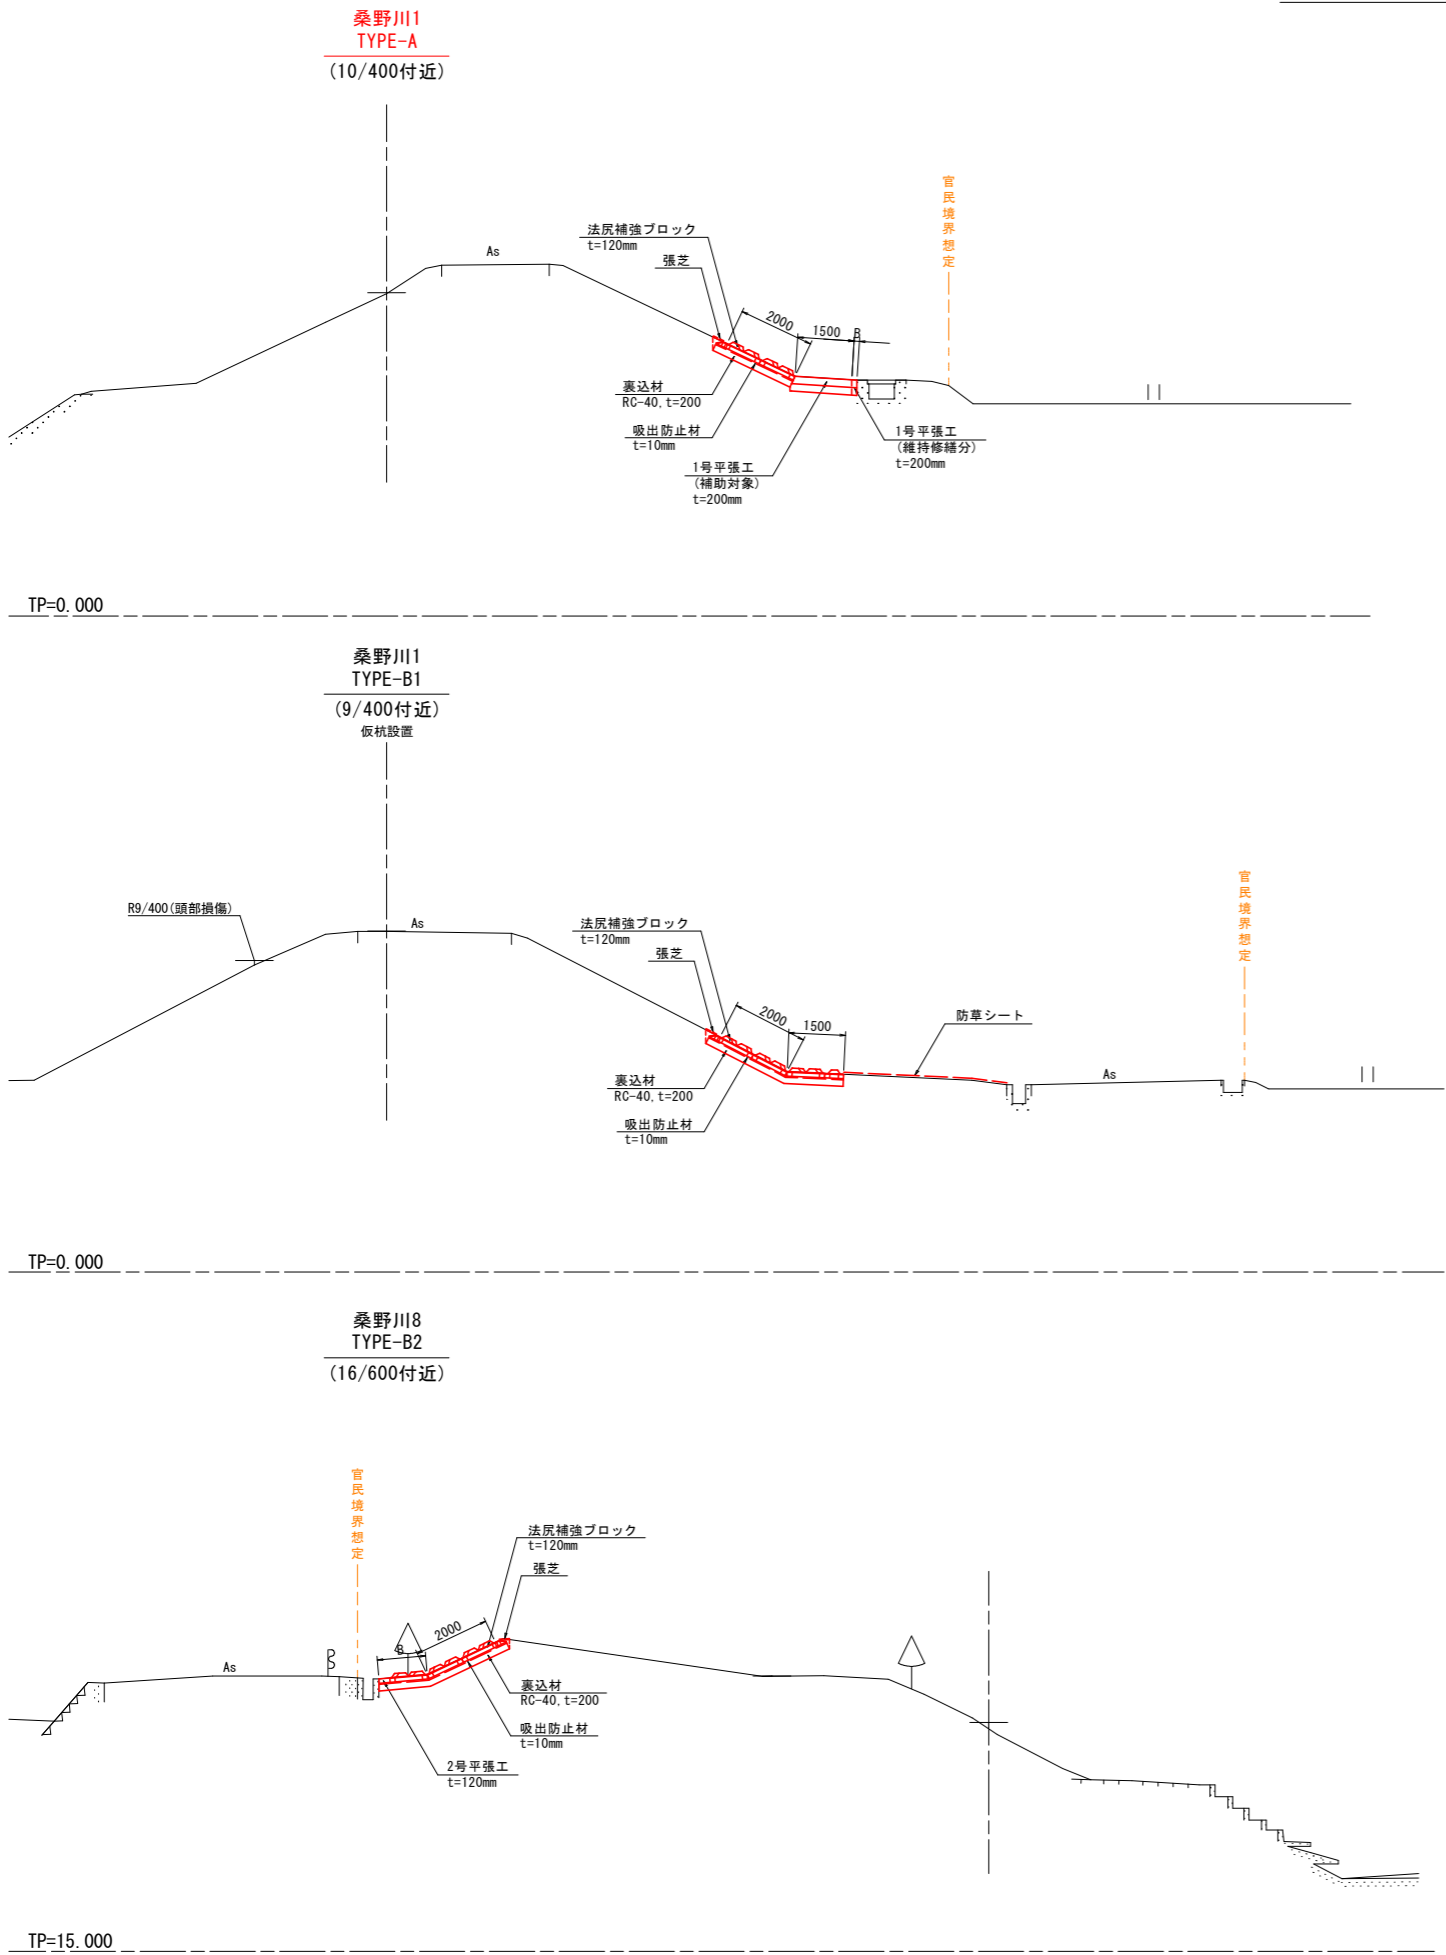 桑野川1
TYPE-A
(10/400付近)
官民境界想定
法尻補強ブロック
t=120mm
As
張芝
2000
1500
B
裏込材
RC-40, t=200
吸出防止材
t=10mm
1号平張工
(維持修繕分)
t=200mm
1号平張工
(補助対象)
t=200mm
TP=0.000
桑野川1
TYPE-B1
(9/400付近)
仮杭設置
官民境界想定
R9/400(頭部損傷)
As
法尻補強ブロック
t=120mm
張芝
2000
1500
防草シート
裏込材
RC-40, t=200
As
吸出防止材
t=10mm
TP=0.000
桑野川8
TYPE-B2
(16/600付近)
官民境界想定
法尻補強ブロック
t=120mm
張芝
2000
B
As
裏込材
RC-40, t=200
吸出防止材
t=10mm
2号平張工
t=120mm
TP=15.000